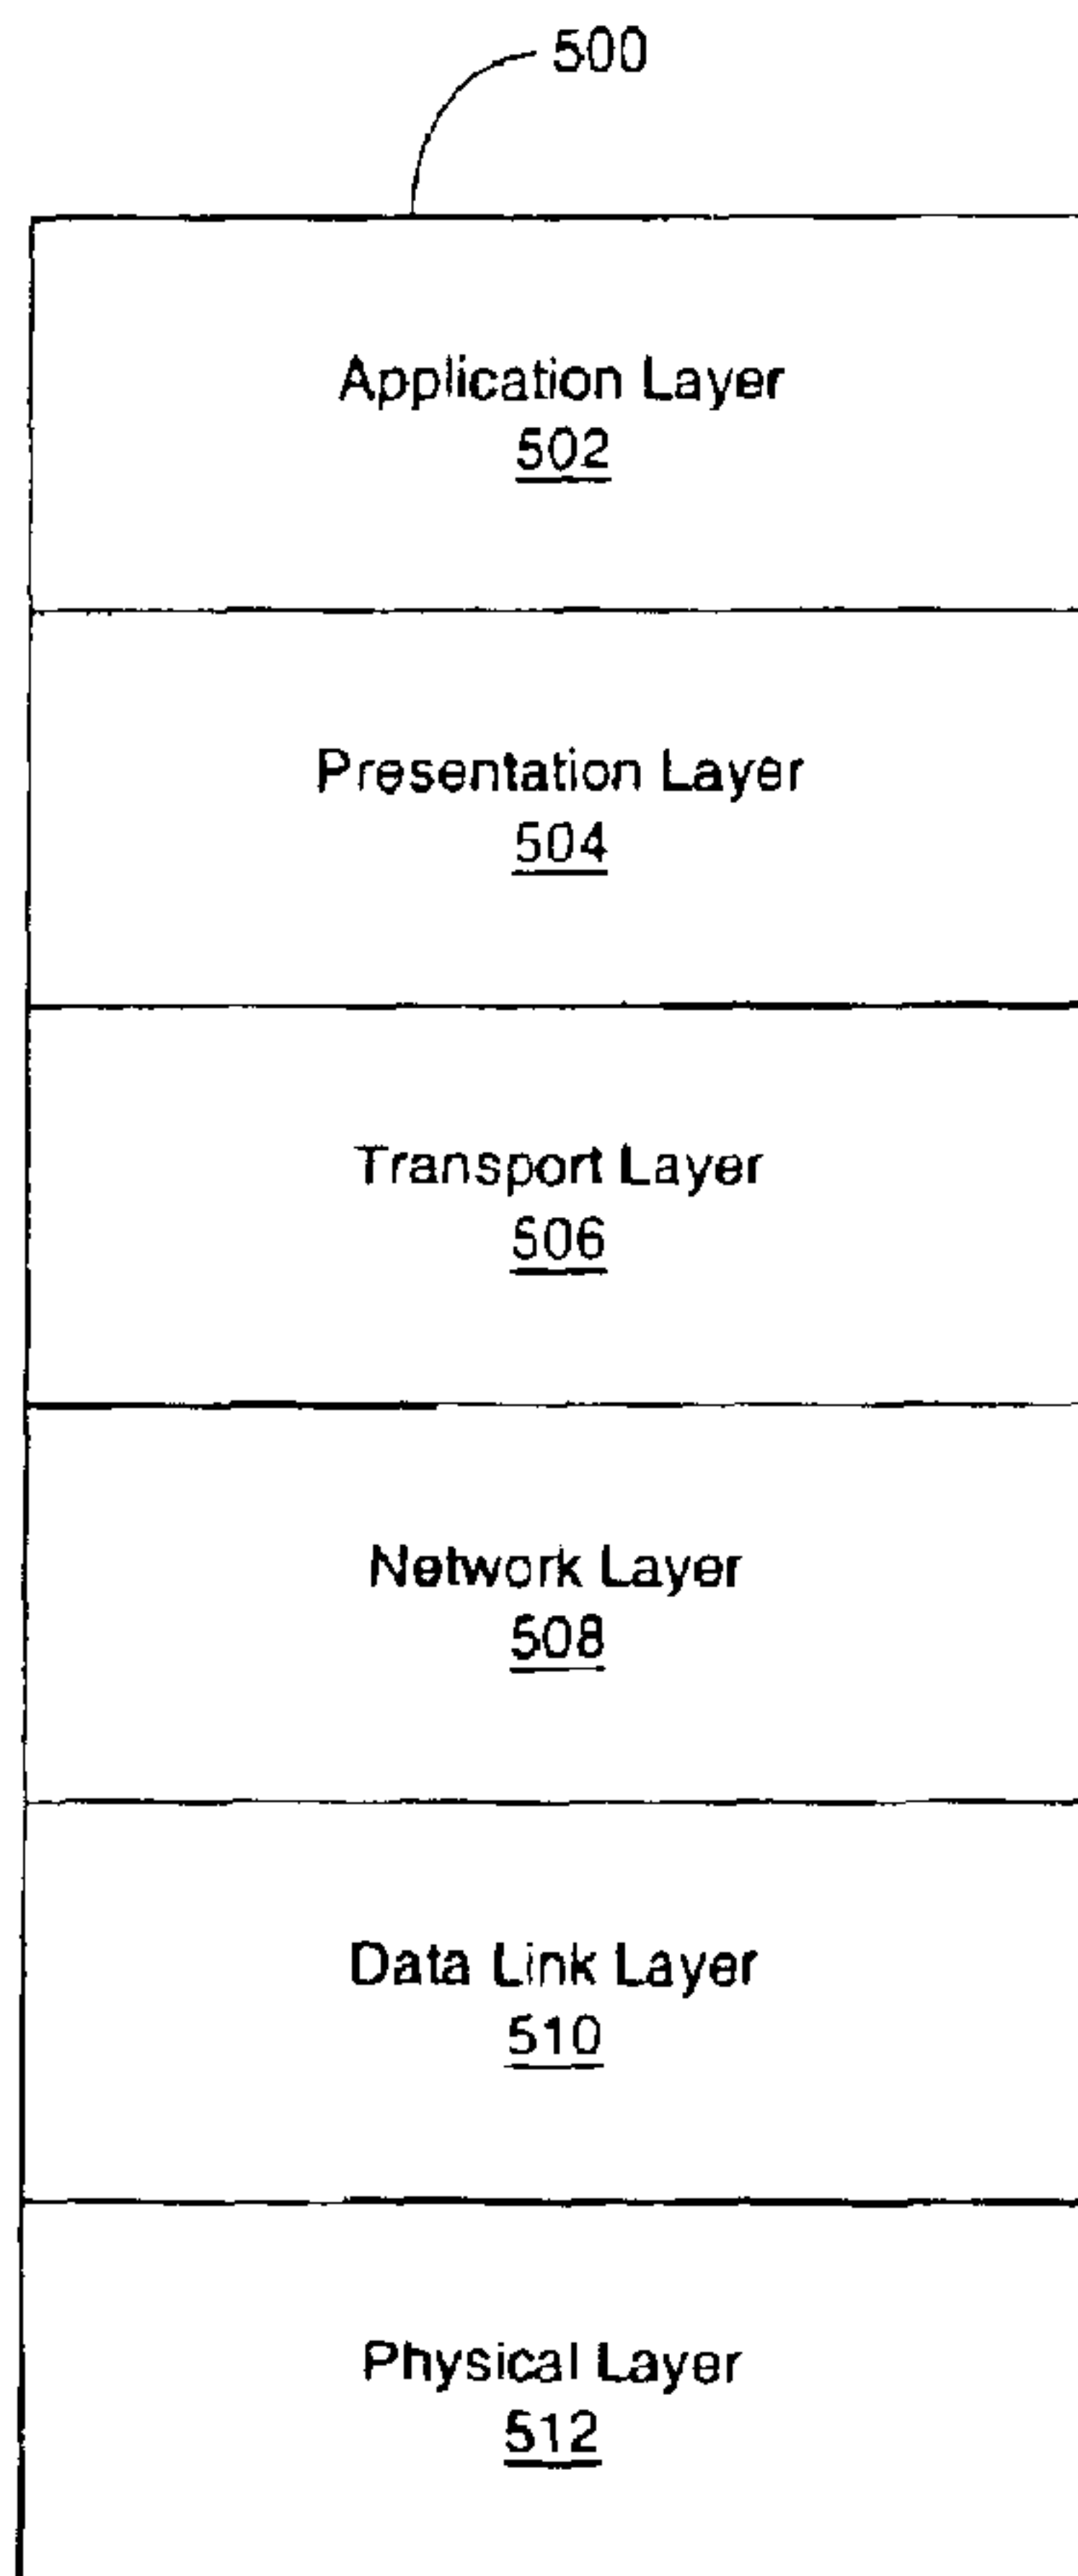 500
Application Layer
502
Presentation Layer
504
Transport Layer
506
Network Layer
508
Data Link Layer
510
Physical Layer
512